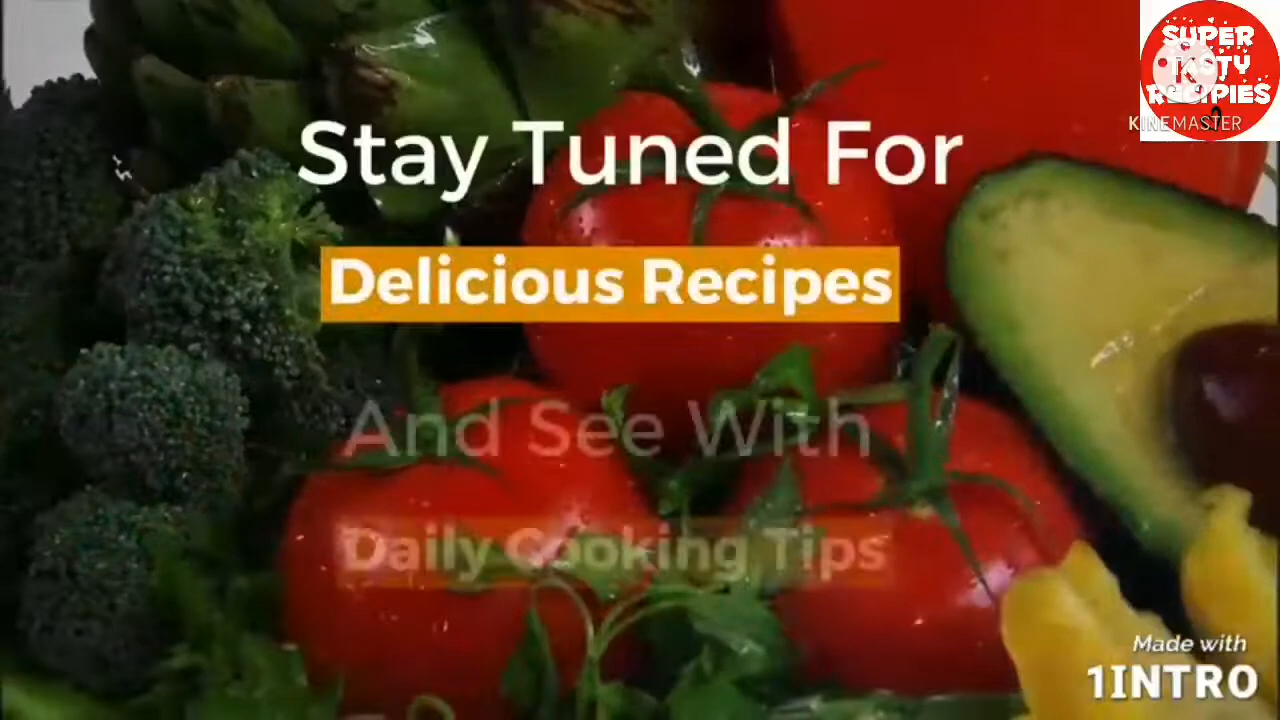 SUPER
TASTY
RECIPIES
KINEMASTER
Stay Tuned For
Delicious Recipes
And See With
Daily Cooking Tips
Made with
1INTRO